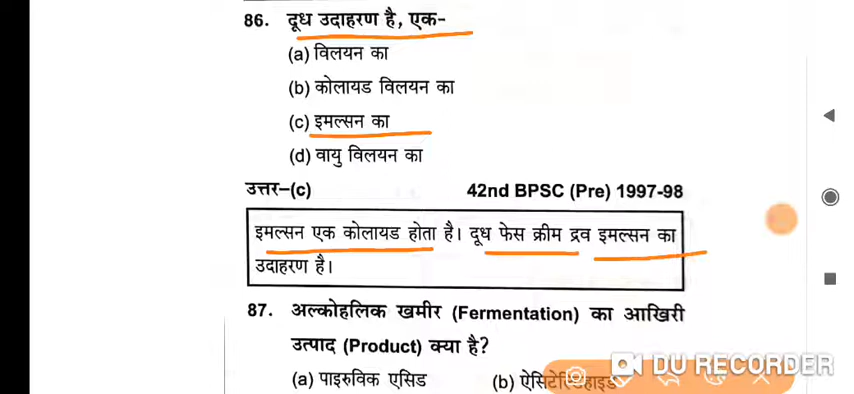 86. दूध उदाहरण है, एक-
(a) विलयन का
(b) कोलायड विलयन का
(c) इमल्सन का
(d) वायु विलयन का
उत्तर–(c) 42nd BPSC (Pre) 1997-98
इमल्सन एक कोलायड होता है। दूध फेस क्रीम द्रव इमल्सन का
उदाहरण है।
87. अल्कोहलिक खमीर (Fermentation) का आखिरी
उत्पाद (Product) क्या है?
DU RECORDER
(a) पाइरुविक एसिड (b)